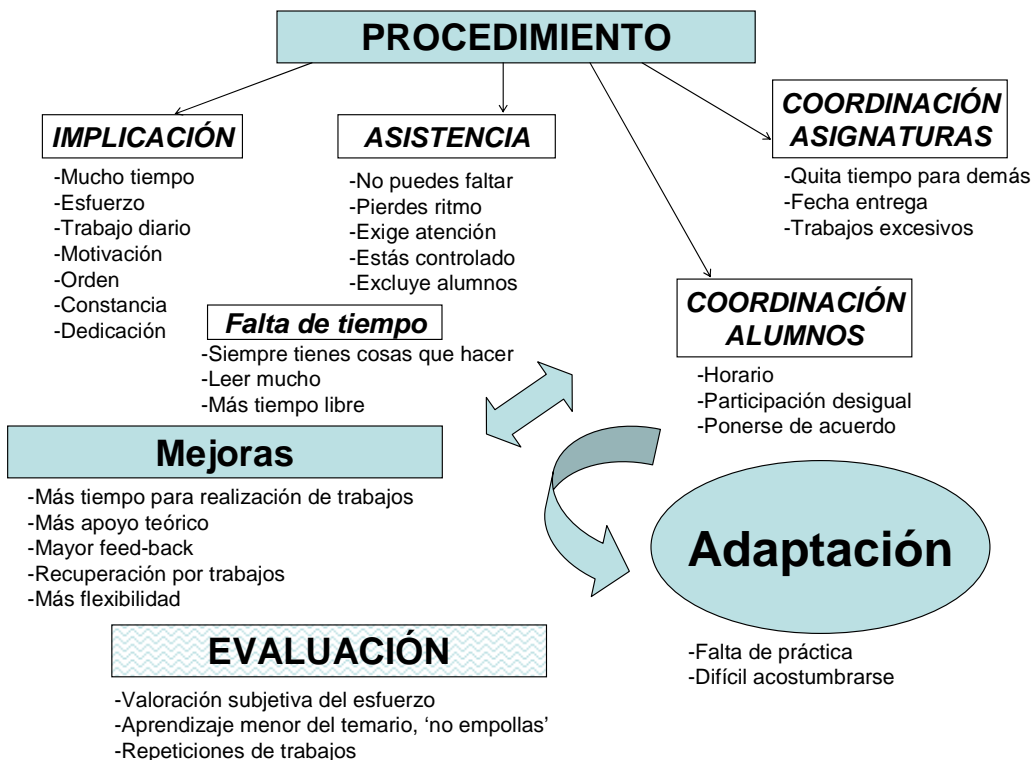 PROCEDIMIENTO
IMPLICACIÓN
-Mucho tiempo
-Esfuerzo
-Trabajo diario
-Motivación
-Orden
-Constancia
-Dedicación
ASISTENCIA
-No puedes faltar
-Pierdes ritmo
-Exige atención
-Estás controlado
-Excluye alumnos
COORDINACIÓN
ASIGNATURAS
-Quita tiempo para demás
-Fecha entrega
-Trabajos excesivos
Falta de tiempo
-Siempre tienes cosas que hacer
-Leer mucho
-Más tiempo libre
COORDINACIÓN
ALUMNOS
-Horario
-Participación desigual
-Ponerse de acuerdo
Mejoras
-Más tiempo para realización de trabajos
-Más apoyo teórico
-Mayor feed-back
-Recuperación por trabajos
-Más flexibilidad
Adaptación
-Falta de práctica
-Difícil acostumbrarse
EVALUACIÓN
-Valoración subjetiva del esfuerzo
-Aprendizaje menor del temario, ‘no empollas’
-Repeticiones de trabajos